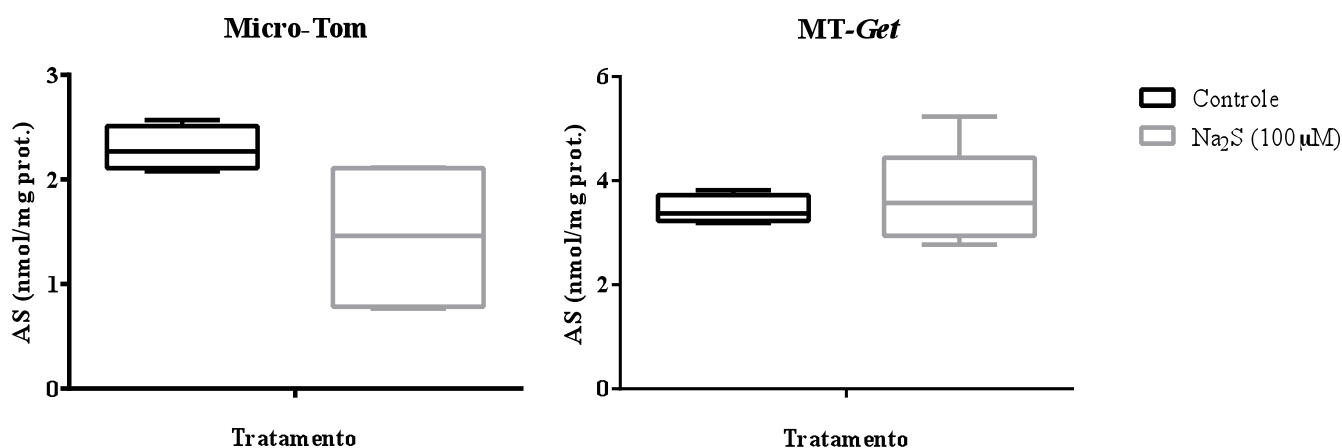 Micro-Tom
3
2
1
0
AS (nmol/mg prot.)
Tratamento
MT-Get
6
4
2
0
AS (nmol/mg prot.)
Tratamento
Controle
Na₂S (100 µM)